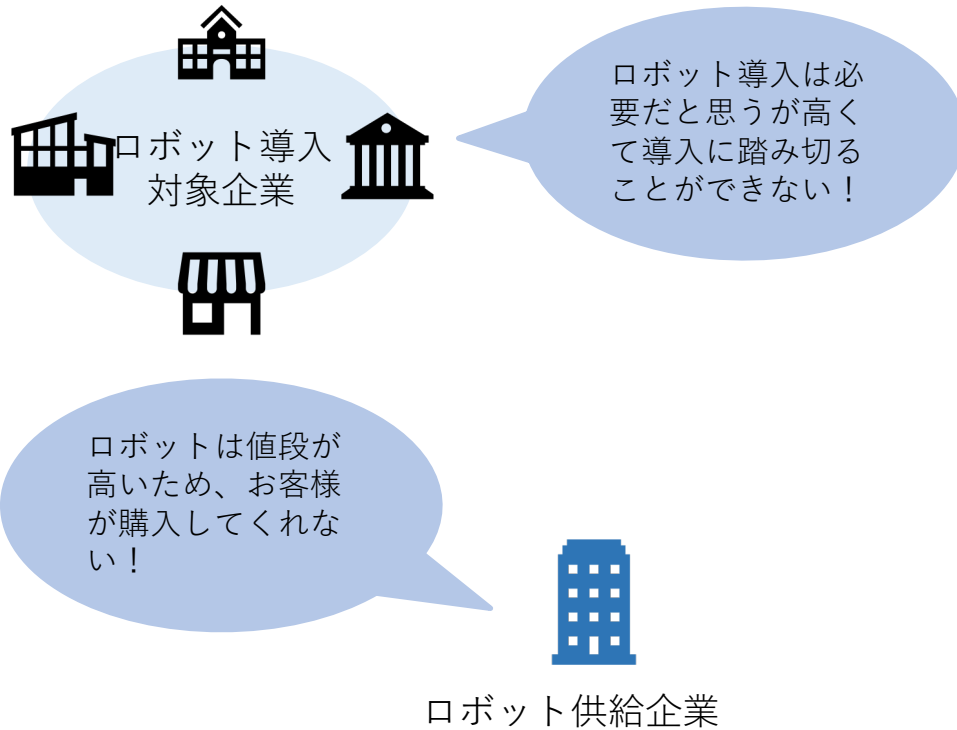 ロボット導入
対象企業
ロボット導入は必
要だと思うが高く
て導入に踏み切る
ことができない！
ロボットは値段が
高いため、お客様
が購入してくれな
い！
ロボット供給企業